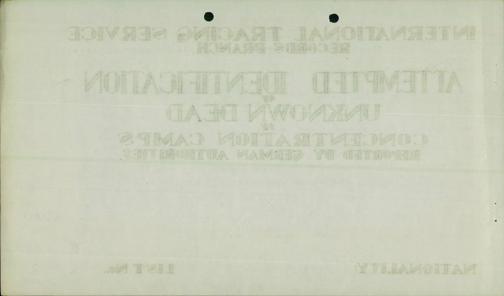 INTERNATIONAL TRACING SERVICE
RECORDS BRANCH
ATTEMPTED IDENTIFICATION
OF
UNKNOWN DEAD
IN
CONCENTRATION CAMPS
REPORTED BY GERMAN AUTHORITIES
NATIONALITY LIST No.